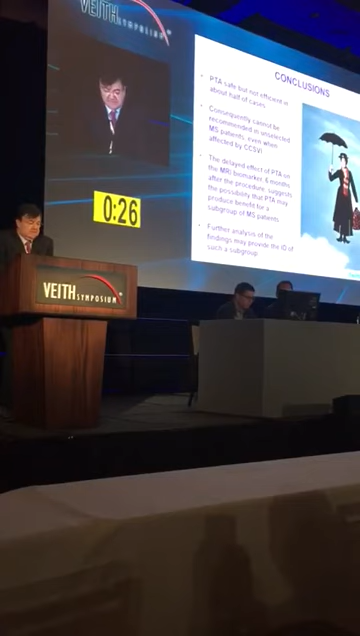 VEITH
SYMPOSIUM
CONCLUSIONS
• PTA safe but not efficient in
about half of cases.
• Consequently cannot be
recommended in unselected
MS patients, even when
affected by CCSVI
• The delayed effect of PTA on
the MRI biomarker, 6 months
after the procedure, suggests
the possibility that PTA may
produce benefit for a
subgroup of MS patients.
• Further analysis of the
findings may provide the ID of
such a subgroup.
0:26
VEITHSYMPOSIUM